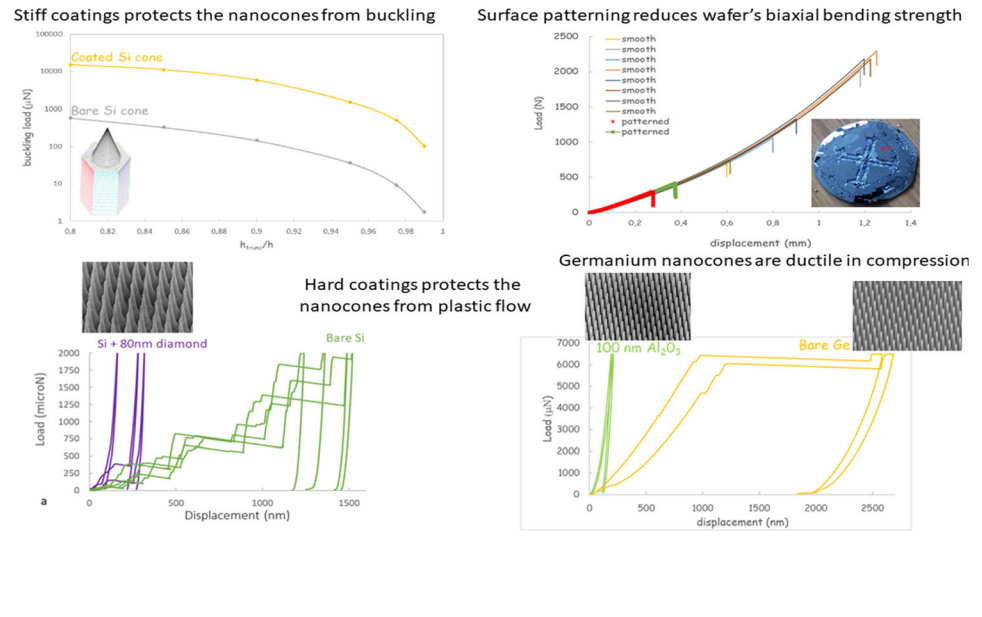 Stiff coatings protects the nanocones from buckling
Surface patterning reduces wafer's biaxial bending strength
100000
10000
1000
100
10
1
buckling load (µN)
Coated Si cone
Bare Si cone
0,8
0,82
0,84
0,86
0,88
0,9
0,92
0,94
0,96
0,98
1
hₜᵣᵤₙc/h
2500
2000
1500
1000
500
0
Load (N)
smooth
smooth
smooth
smooth
smooth
smooth
smooth
smooth
patterned
patterned
0
0,2
0,4
0,6
0,8
1
1,2
1,4
displacement (mm)
Germanium nanocones are ductile in compression
Hard coatings protects the
nanocones from plastic flow
Si + 80nm diamond
Bare Si
2000
1750
1500
1250
1000
750
500
250
0
Load (microN)
a
0
500
1000
1500
Displacement (nm)
100 nm Al₂O₃
Bare Ge
7000
6000
5000
4000
3000
2000
1000
0
Load (µN)
0
500
1000
1500
2000
2500
displacement (nm)